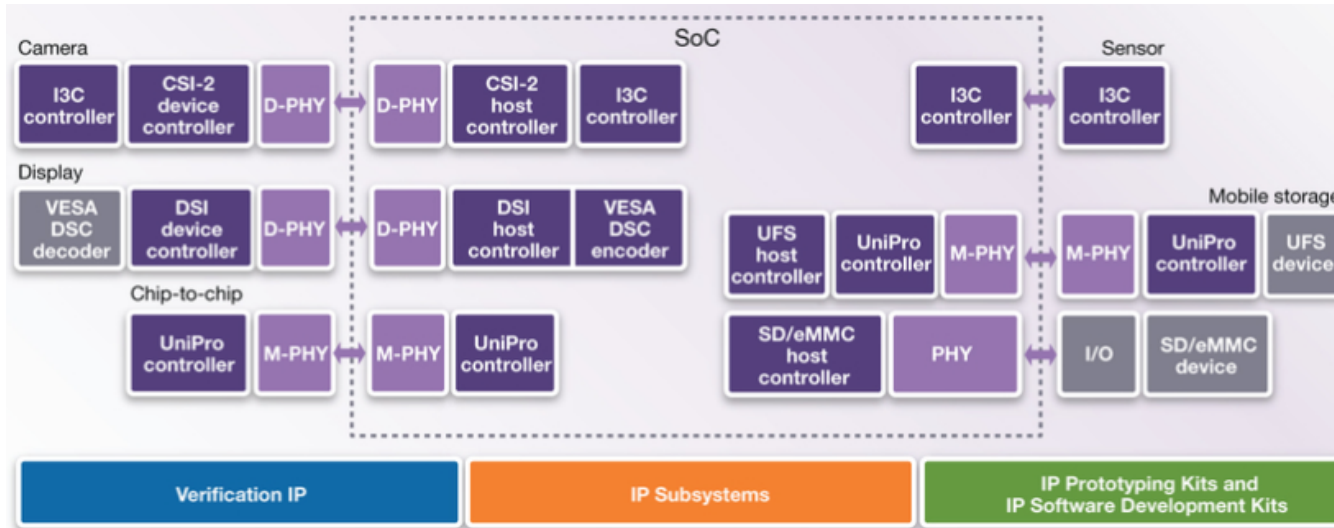 SoC
Camera
I3C
controller
CSI-2
device
controller
D-PHY
D-PHY
CSI-2
host
controller
I3C
controller
Sensor
I3C
controller
I3C
controller
Display
VESA
DSC
decoder
DSI
device
controller
D-PHY
D-PHY
DSI
host
controller
VESA
DSC
encoder
Mobile storage
UFS
host
controller
UniPro
controller
M-PHY
M-PHY
UniPro
controller
UFS
device
Chip-to-chip
UniPro
controller
M-PHY
M-PHY
UniPro
controller
SD/eMMC
host
controller
PHY
I/O
SD/eMMC
device
Verification IP
IP Subsystems
IP Prototyping Kits and
IP Software Development Kits